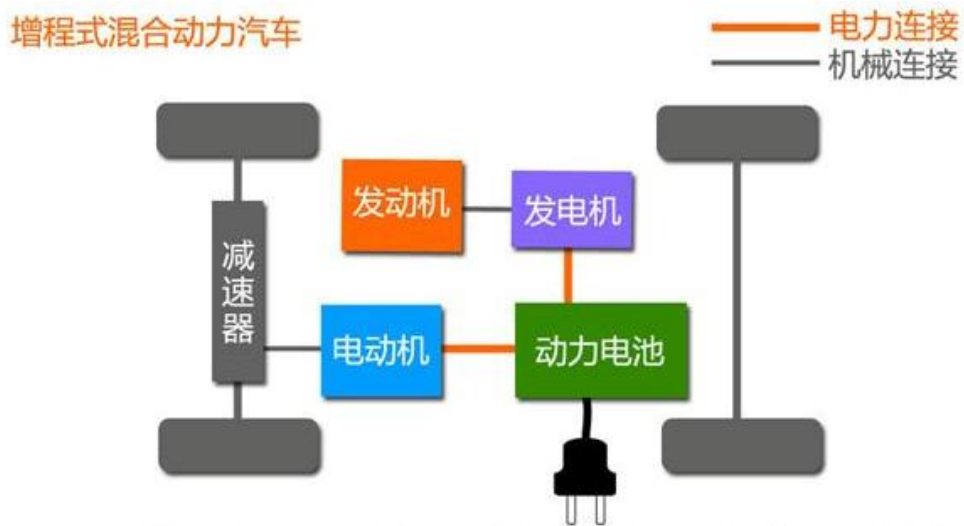 增程式混合动力汽车
电力连接
机械连接
发动机
发电机
减速器
电动机
动力电池